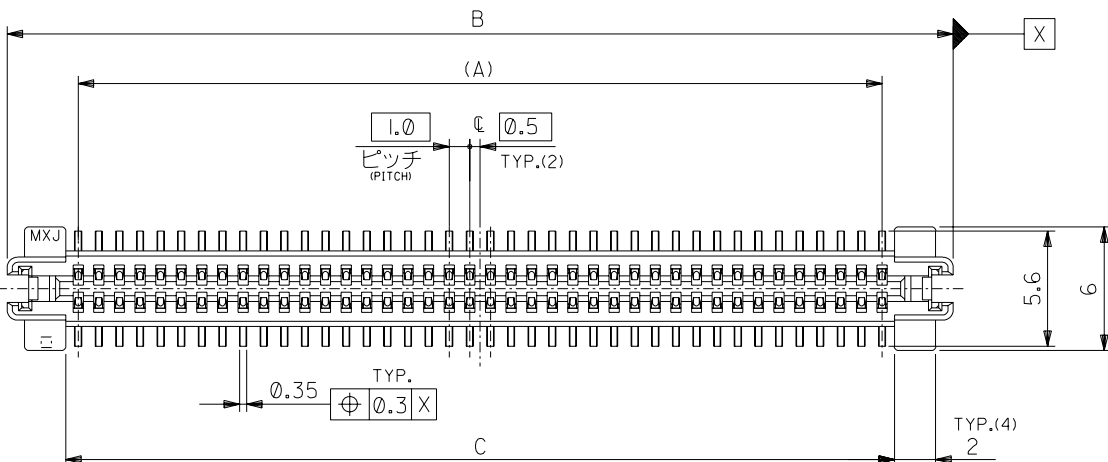 B
X
(A)
1.0
℄ 0.5
ピッチ
(PITCH)
TYP.(2)
MXJ
5.6
6
TYP.
0.35
⌖ 0.3 X
TYP.(4)
C
2